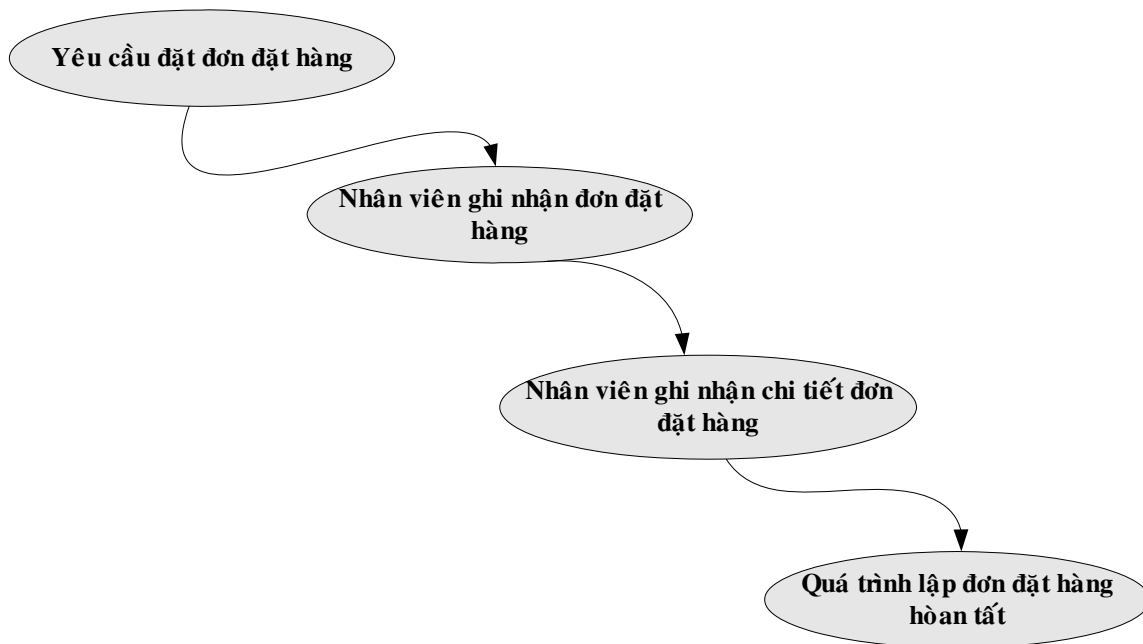 Yêu cầu đặt đơn đặt hàng
Nhân viên ghi nhận đơn đặt
hàng
Nhân viên ghi nhận chi tiết đơn
đặt hàng
Quá trình lập đơn đặt hàng
hòan tất